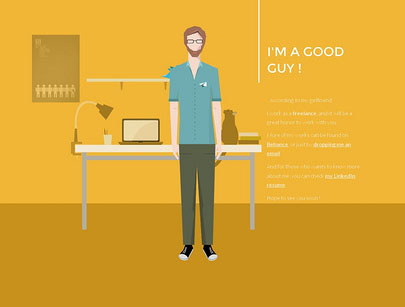 I'M A GOOD
GUY !
... according to my girlfriend.
I work as a freelance, and it will be a
great honor to work with you.
More of my works can be found on
Behance, or just by dropping me an
email
And for those who wants to know more
about me you can check my LinkedIn
resume.
Hope to see you soon !